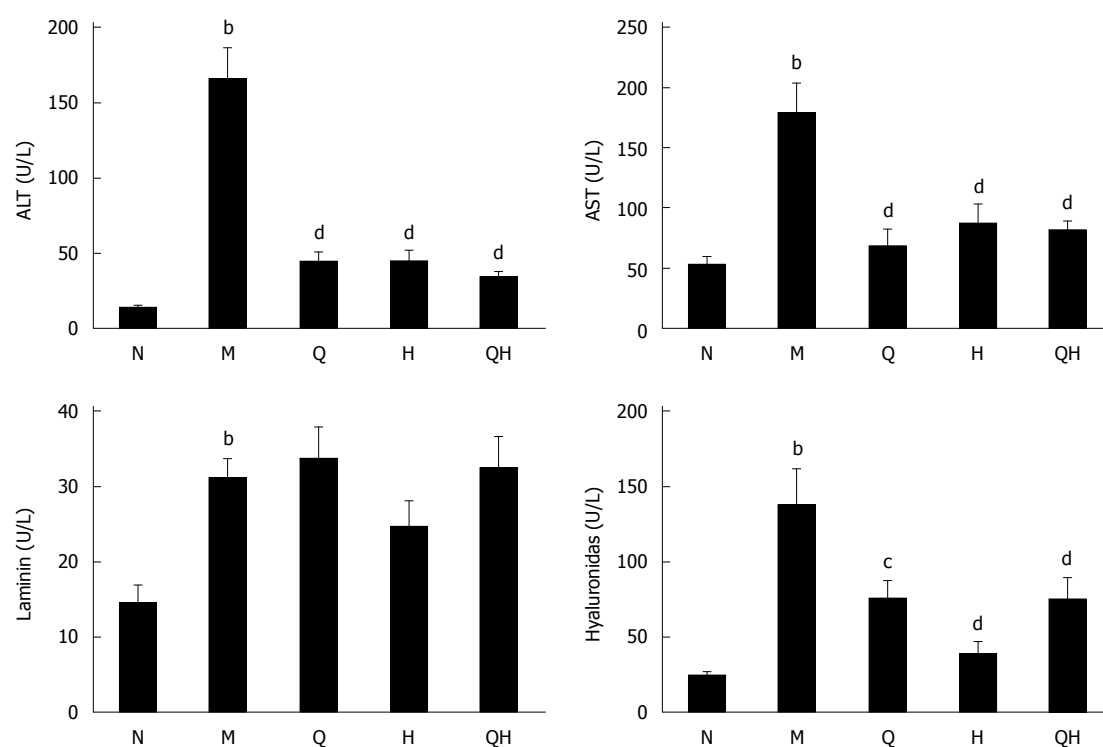 200
150
100
50
0
ALT (U/L)
b
d
d
d
N M Q H QH
250
200
150
100
50
0
AST (U/L)
b
d
d
d
N M Q H QH
40
30
20
10
0
Laminin (U/L)
b
N M Q H QH
200
150
100
50
0
Hyaluronidas (U/L)
b
c
d
d
N M Q H QH